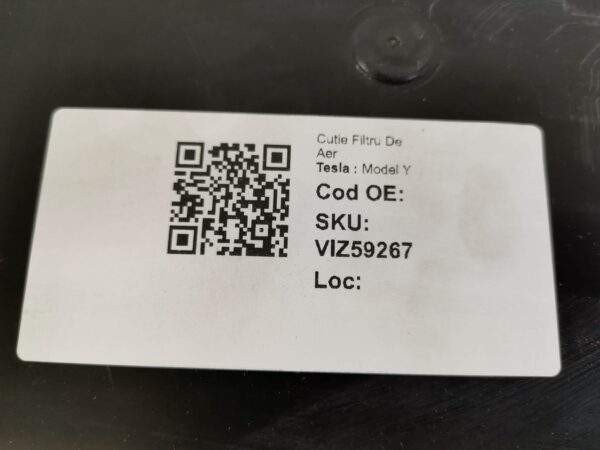 Cutie Filtru De
Aer
Tesla : Model Y
Cod OE:
SKU:
VIZ59267
Loc: